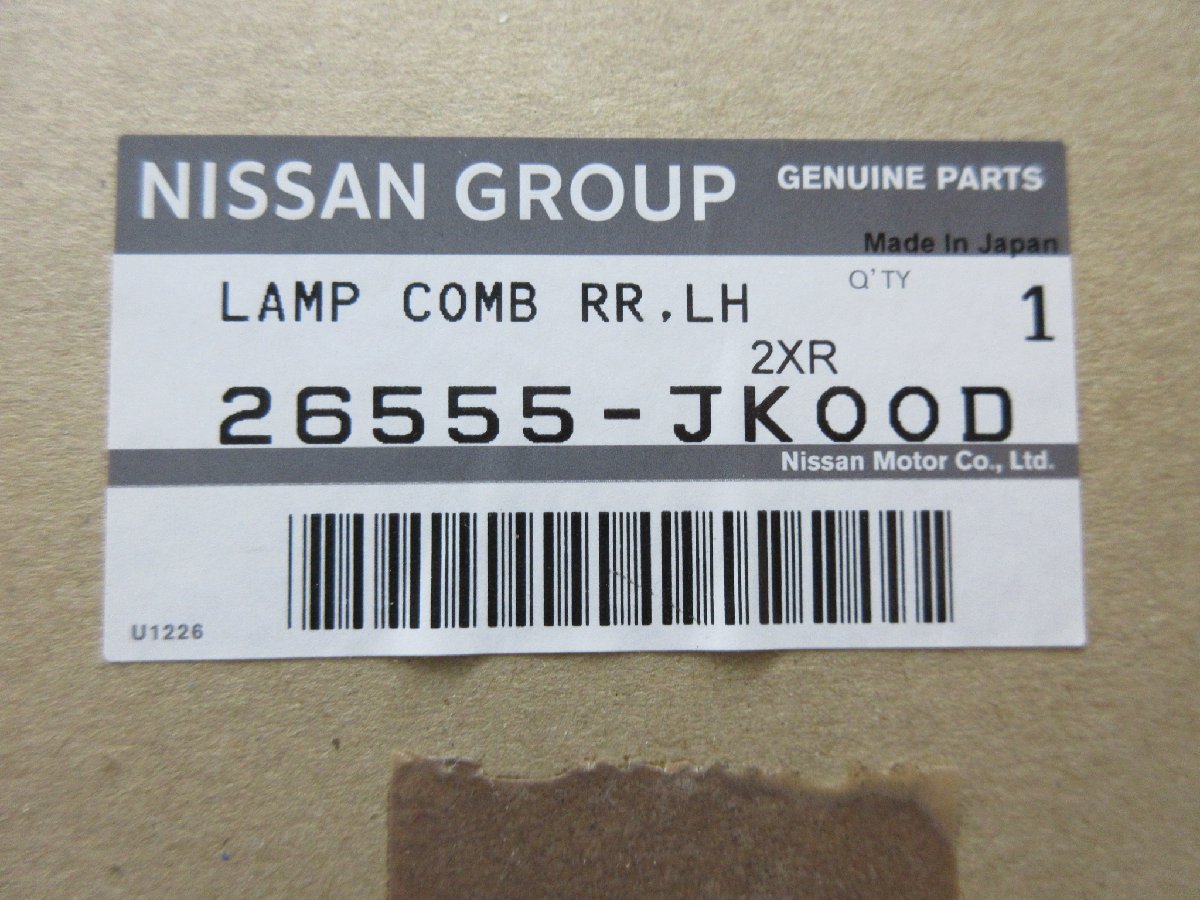 NISSAN GROUP GENUINE PARTS
Made In Japan
LAMP COMB RR,LH Q'TY 1
2XR
26555-JK00D
Nissan Motor Co., Ltd.
U1226